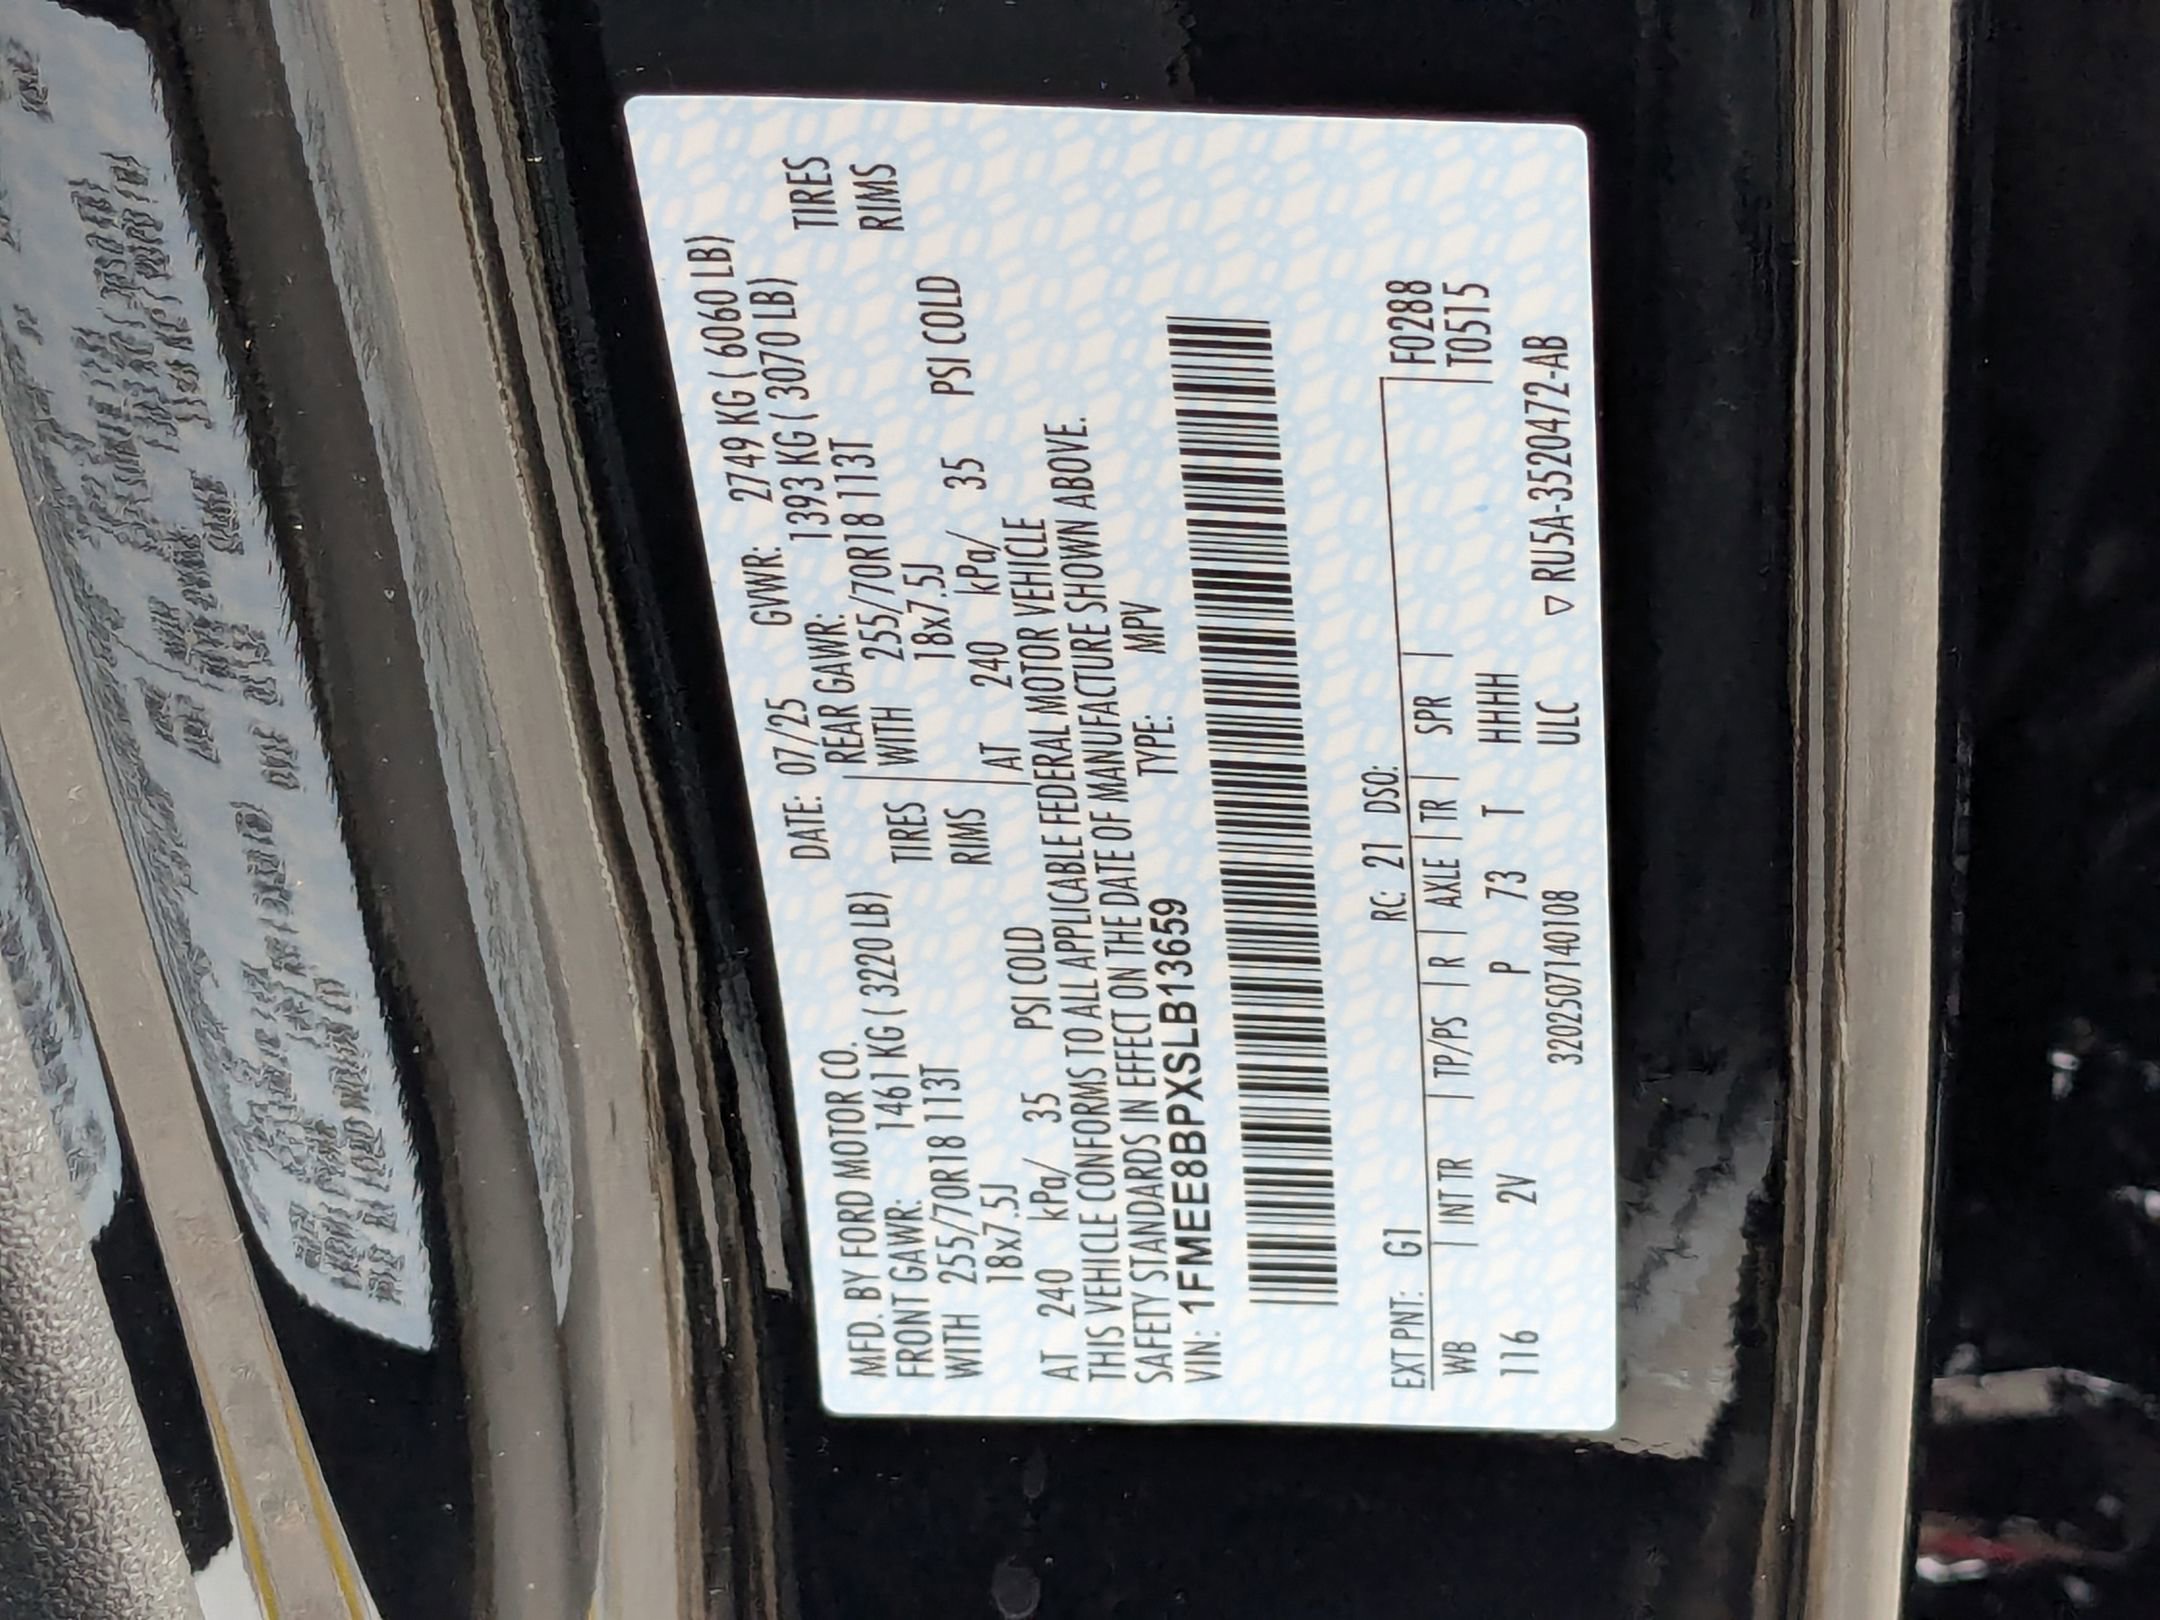 MFD. BY FORD MOTOR CO. DATE: 07/25 GVWR: 2749 KG ( 6060 LB)
FRONT GAWR: 1461 KG ( 3220 LB) REAR GAWR: 1393 KG ( 3070 LB)
WITH 255/70R18 113T TIRES WITH 255/70R18 113T TIRES
18x7.5J RIMS 18x7.5J RIMS
AT 240 kPa/ 35 PSI COLD AT 240 kPa/ 35 PSI COLD
THIS VEHICLE CONFORMS TO ALL APPLICABLE FEDERAL MOTOR VEHICLE
SAFETY STANDARDS IN EFFECT ON THE DATE OF MANUFACTURE SHOWN ABOVE.
VIN: 1FMEE8BPXSLB13659 TYPE: MPV
EXT PNT: G1 RC: 21 DSO: F0288
WB | INT TR | TP/PS | R | AXLE | TR | SPR | T0515
116 2V P 73 T HHHH
3202507140108 ULC ▽ RU5A-3520472-AB